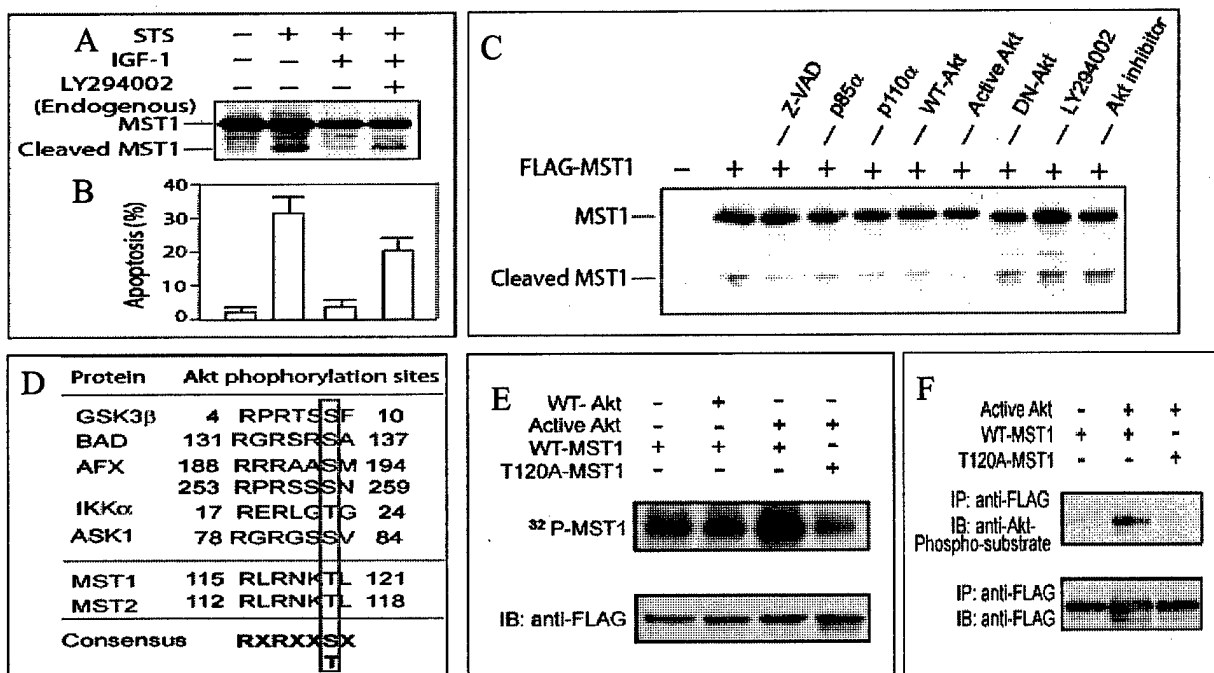 A
STS − + + +
IGF-1 − − + +
LY294002 − − − +
(Endogenous)
MST1
Cleaved MST1
B
Apoptosis (%)
40
30
20
10
0
C
Z-VAD
p85α
p110α
WT-Akt
Active Akt
DN-Akt
LY294002
Akt inhibitor
FLAG-MST1 − + + + + + + + +
MST1
Cleaved MST1
D
Protein Akt phophorylation sites
GSK3β 4 RPRTSSF 10
BAD 131 RGRSRSA 137
AFX 188 RRRAASM 194
253 RPRSSSN 259
IKKα 17 RERLGTG 24
ASK1 78 RGRGSSV 84
MST1 115 RLRNKTL 121
MST2 112 RLRNKTL 118
Consensus RXRXXSX
T
E
WT- Akt − + − −
Active Akt − − + +
WT-MST1 + + + −
T120A-MST1 − − − +
32 P-MST1
IB: anti-FLAG
F
Active Akt - + +
WT-MST1 + + -
T120A-MST1 - - +
IP: anti-FLAG
IB: anti-Akt-
Phospho-substrate
IP: anti-FLAG
IB: anti-FLAG